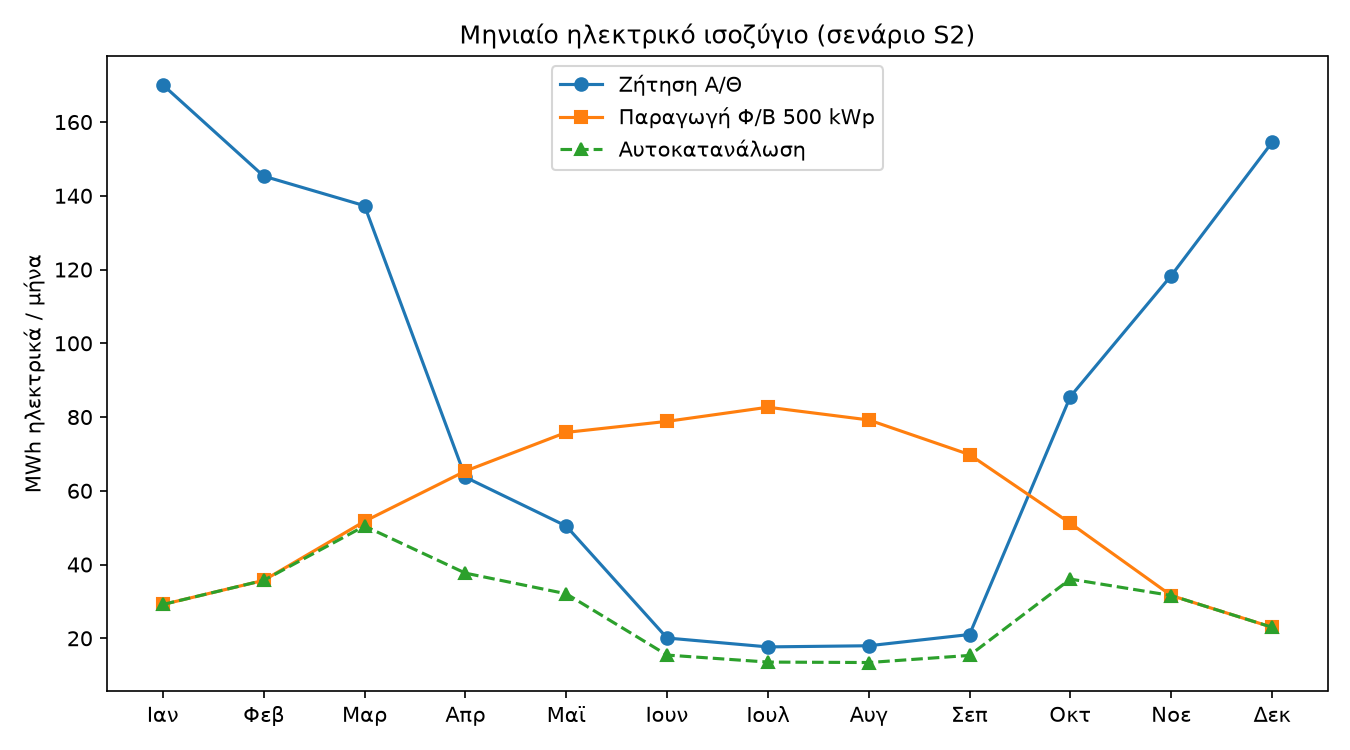 Μηνιαίο ηλεκτρικό ισοζύγιο (σενάριο S2)
Ζήτηση Α/Θ
Παραγωγή Φ/Β 500 kWp
Αυτοκατανάλωση
MWh ηλεκτρικά / μήνα
160
140
120
100
80
60
40
20
Ιαν Φεβ Μαρ Απρ Μαϊ Ιουν Ιουλ Αυγ Σεπ Οκτ Νοε Δεκ